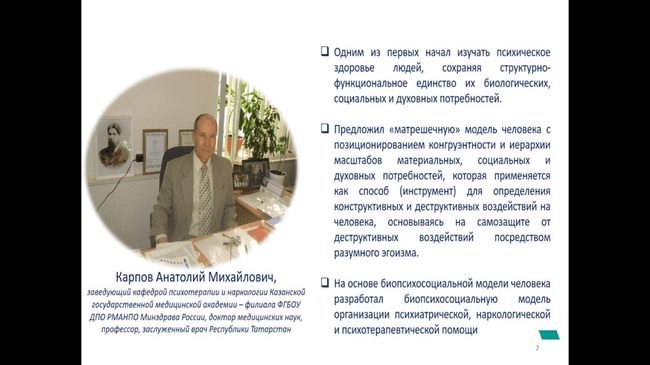 Одним из первых начал изучать психическое
здоровье людей, сохраняя структурно-
функциональное единство их биологических,
социальных и духовных потребностей.
Предложил «матрешечную» модель человека с
позиционированием конгруэнтности и иерархии
масштабов материальных, социальных и
духовных потребностей, которая применяется
как способ (инструмент) для определения
конструктивных и деструктивных воздействий на
человека, основываясь на самозащите от
деструктивных воздействий посредством
разумного эгоизма.
На основе биопсихосоциальной модели человека
разработал биопсихосоциальную модель
организации психиатрической, наркологической
и психотерапевтической помощи
Карпов Анатолий Михайлович,
заведующий кафедрой психотерапии и наркологии Казанской
государственной медицинской академии – филиала ФГБОУ
ДПО РМАНПО Минздрава России, доктор медицинских наук,
профессор, заслуженный врач Республики Татарстан
7